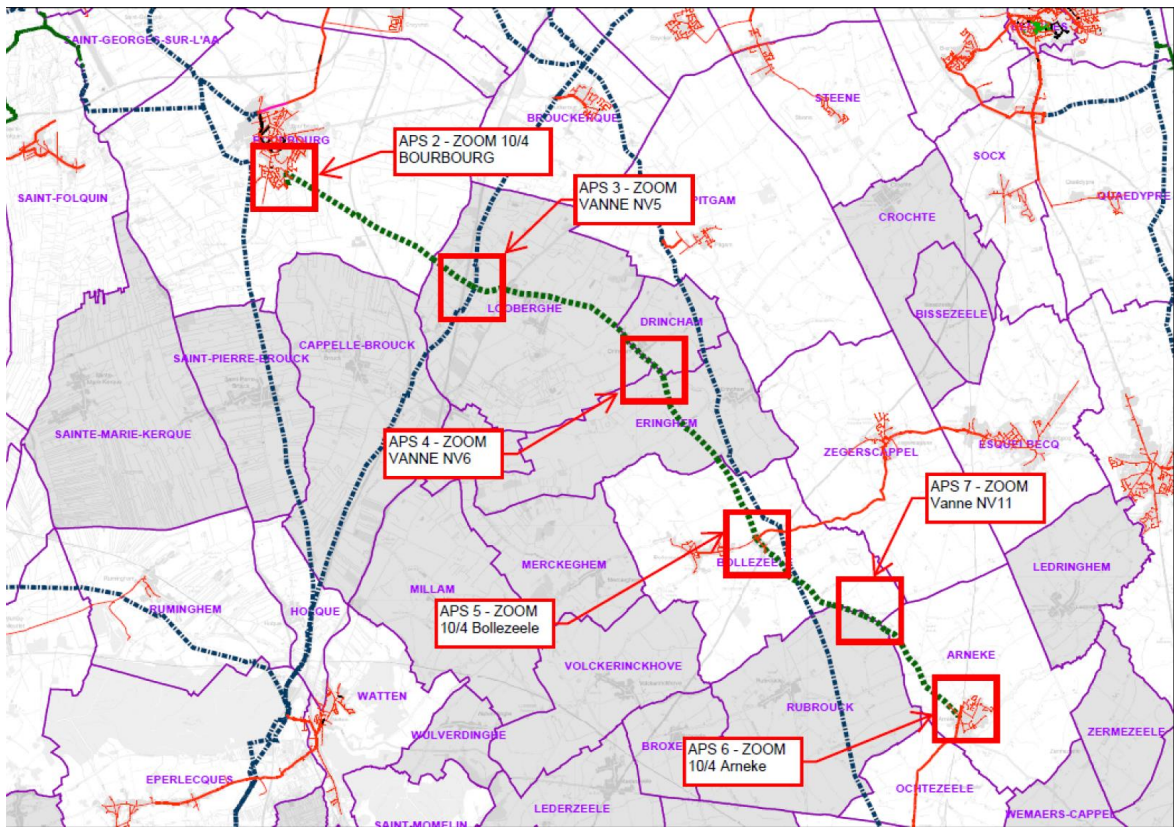 SAINT-GEORGES-SUR-L'AA
STEENE
BROUCKERQUE
APS 2 - ZOOM 10/4
BOURBOURG
SOCX
APS 3 - ZOOM
VANNE NV5
SAINT-FOLQUIN
QUAEDYPRE
PITGAM
CROCHTE
LOOBERGHE
BISSEZEELE
DRINCHAM
CAPPELLE-BROUCK
SAINT-PIERRE-BROUCK
ERINGHEM
SAINTE-MARIE-KERQUE
APS 4 - ZOOM
VANNE NV6
ESQUELBECQ
ZEGERSCAPPEL
APS 7 - ZOOM
Vanne NV11
BOLLEZEE
MERCKEGHEM
LEDRINGHEM
MILLAM
RUMINGHEM
APS 5 - ZOOM
10/4 Bollezeele
ARNEKE
VOLCKERINCKHOVE
WATTEN
RUBROUCK
WULVERDINGHE
ZERMEZEELE
BROXE
APS 6 - ZOOM
10/4 Arneke
EPERLECQUES
OCHTEZEELE
LEDERZEELE
WEMAERS-CAPPEL
SAINT-MOMELIN